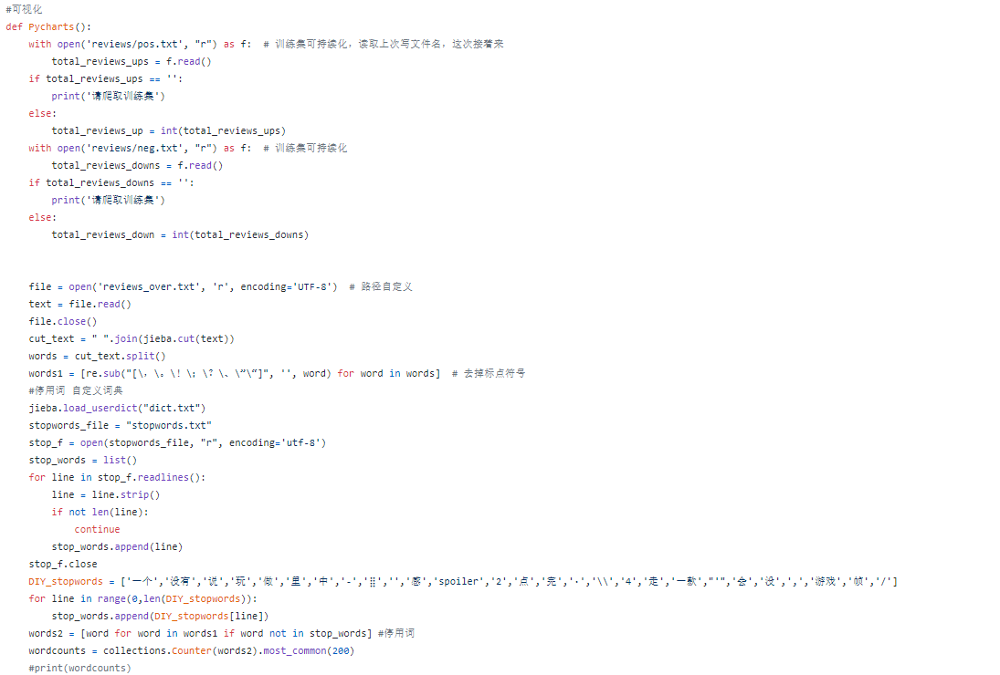 #可视化
def Pycharts():
    with open('reviews/pos.txt', "r") as f:  # 训练集可持续化，读取上次写文件名，这次接着来
        total_reviews_ups = f.read()
    if total_reviews_ups == '':
        print('请爬取训练集')
    else:
        total_reviews_up = int(total_reviews_ups)
    with open('reviews/neg.txt', "r") as f:  # 训练集可持续化
        total_reviews_downs = f.read()
    if total_reviews_downs == '':
        print('请爬取训练集')
    else:
        total_reviews_down = int(total_reviews_downs)
    file = open('reviews_over.txt', 'r', encoding='UTF-8')  # 路径自定义
    text = file.read()
    file.close()
    cut_text = " ".join(jieba.cut(text))
    words = cut_text.split()
    words1 = [re.sub("[\，\。\！\；\？\、\”\“]", '', word) for word in words]  # 去掉标点符号
    #停用词 自定义词典
    jieba.load_userdict("dict.txt")
    stopwords_file = "stopwords.txt"
    stop_f = open(stopwords_file, "r", encoding='utf-8')
    stop_words = list()
    for line in stop_f.readlines():
        line = line.strip()
        if not len(line):
            continue
        stop_words.append(line)
    stop_f.close
    DIY_stopwords = ['一个','没有','说','玩','做','里','中','-','⣿','','感','spoiler','2','点','完','·','\\','4','走','一款',"'",'会','没',',','游戏','帧','/']
    for line in range(0,len(DIY_stopwords)):
        stop_words.append(DIY_stopwords[line])
    words2 = [word for word in words1 if word not in stop_words] #停用词
    wordcounts = collections.Counter(words2).most_common(200)
    #print(wordcounts)